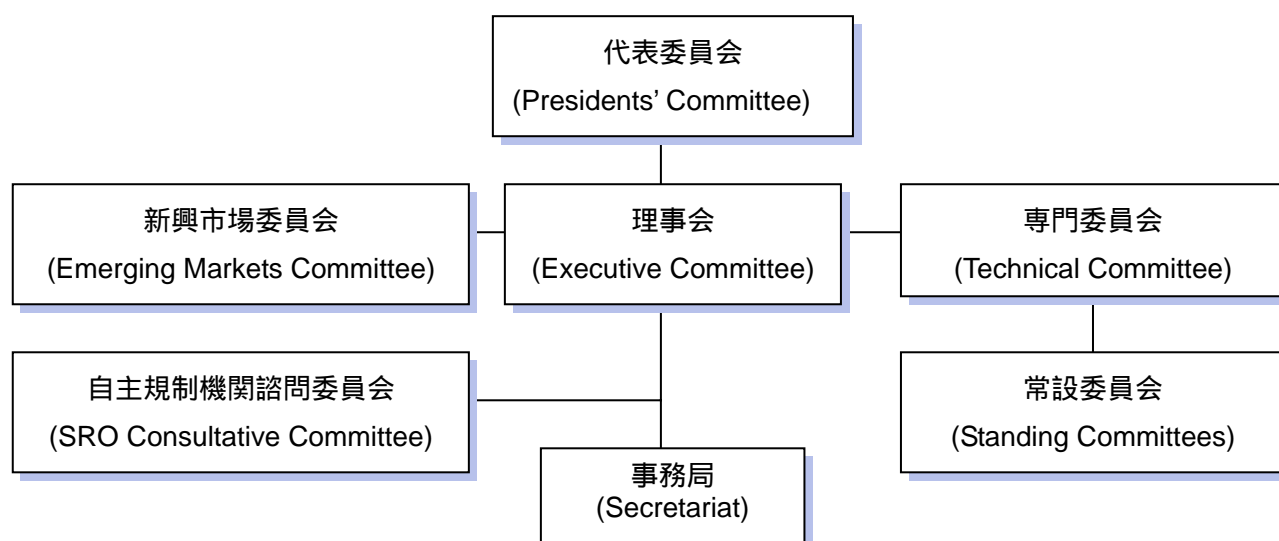 代表委員会
(Presidents’ Committee)
新興市場委員会
(Emerging Markets Committee)
理事会
(Executive Committee)
専門委員会
(Technical Committee)
自主規制機関諮問委員会
(SRO Consultative Committee)
常設委員会
(Standing Committees)
事務局
(Secretariat)